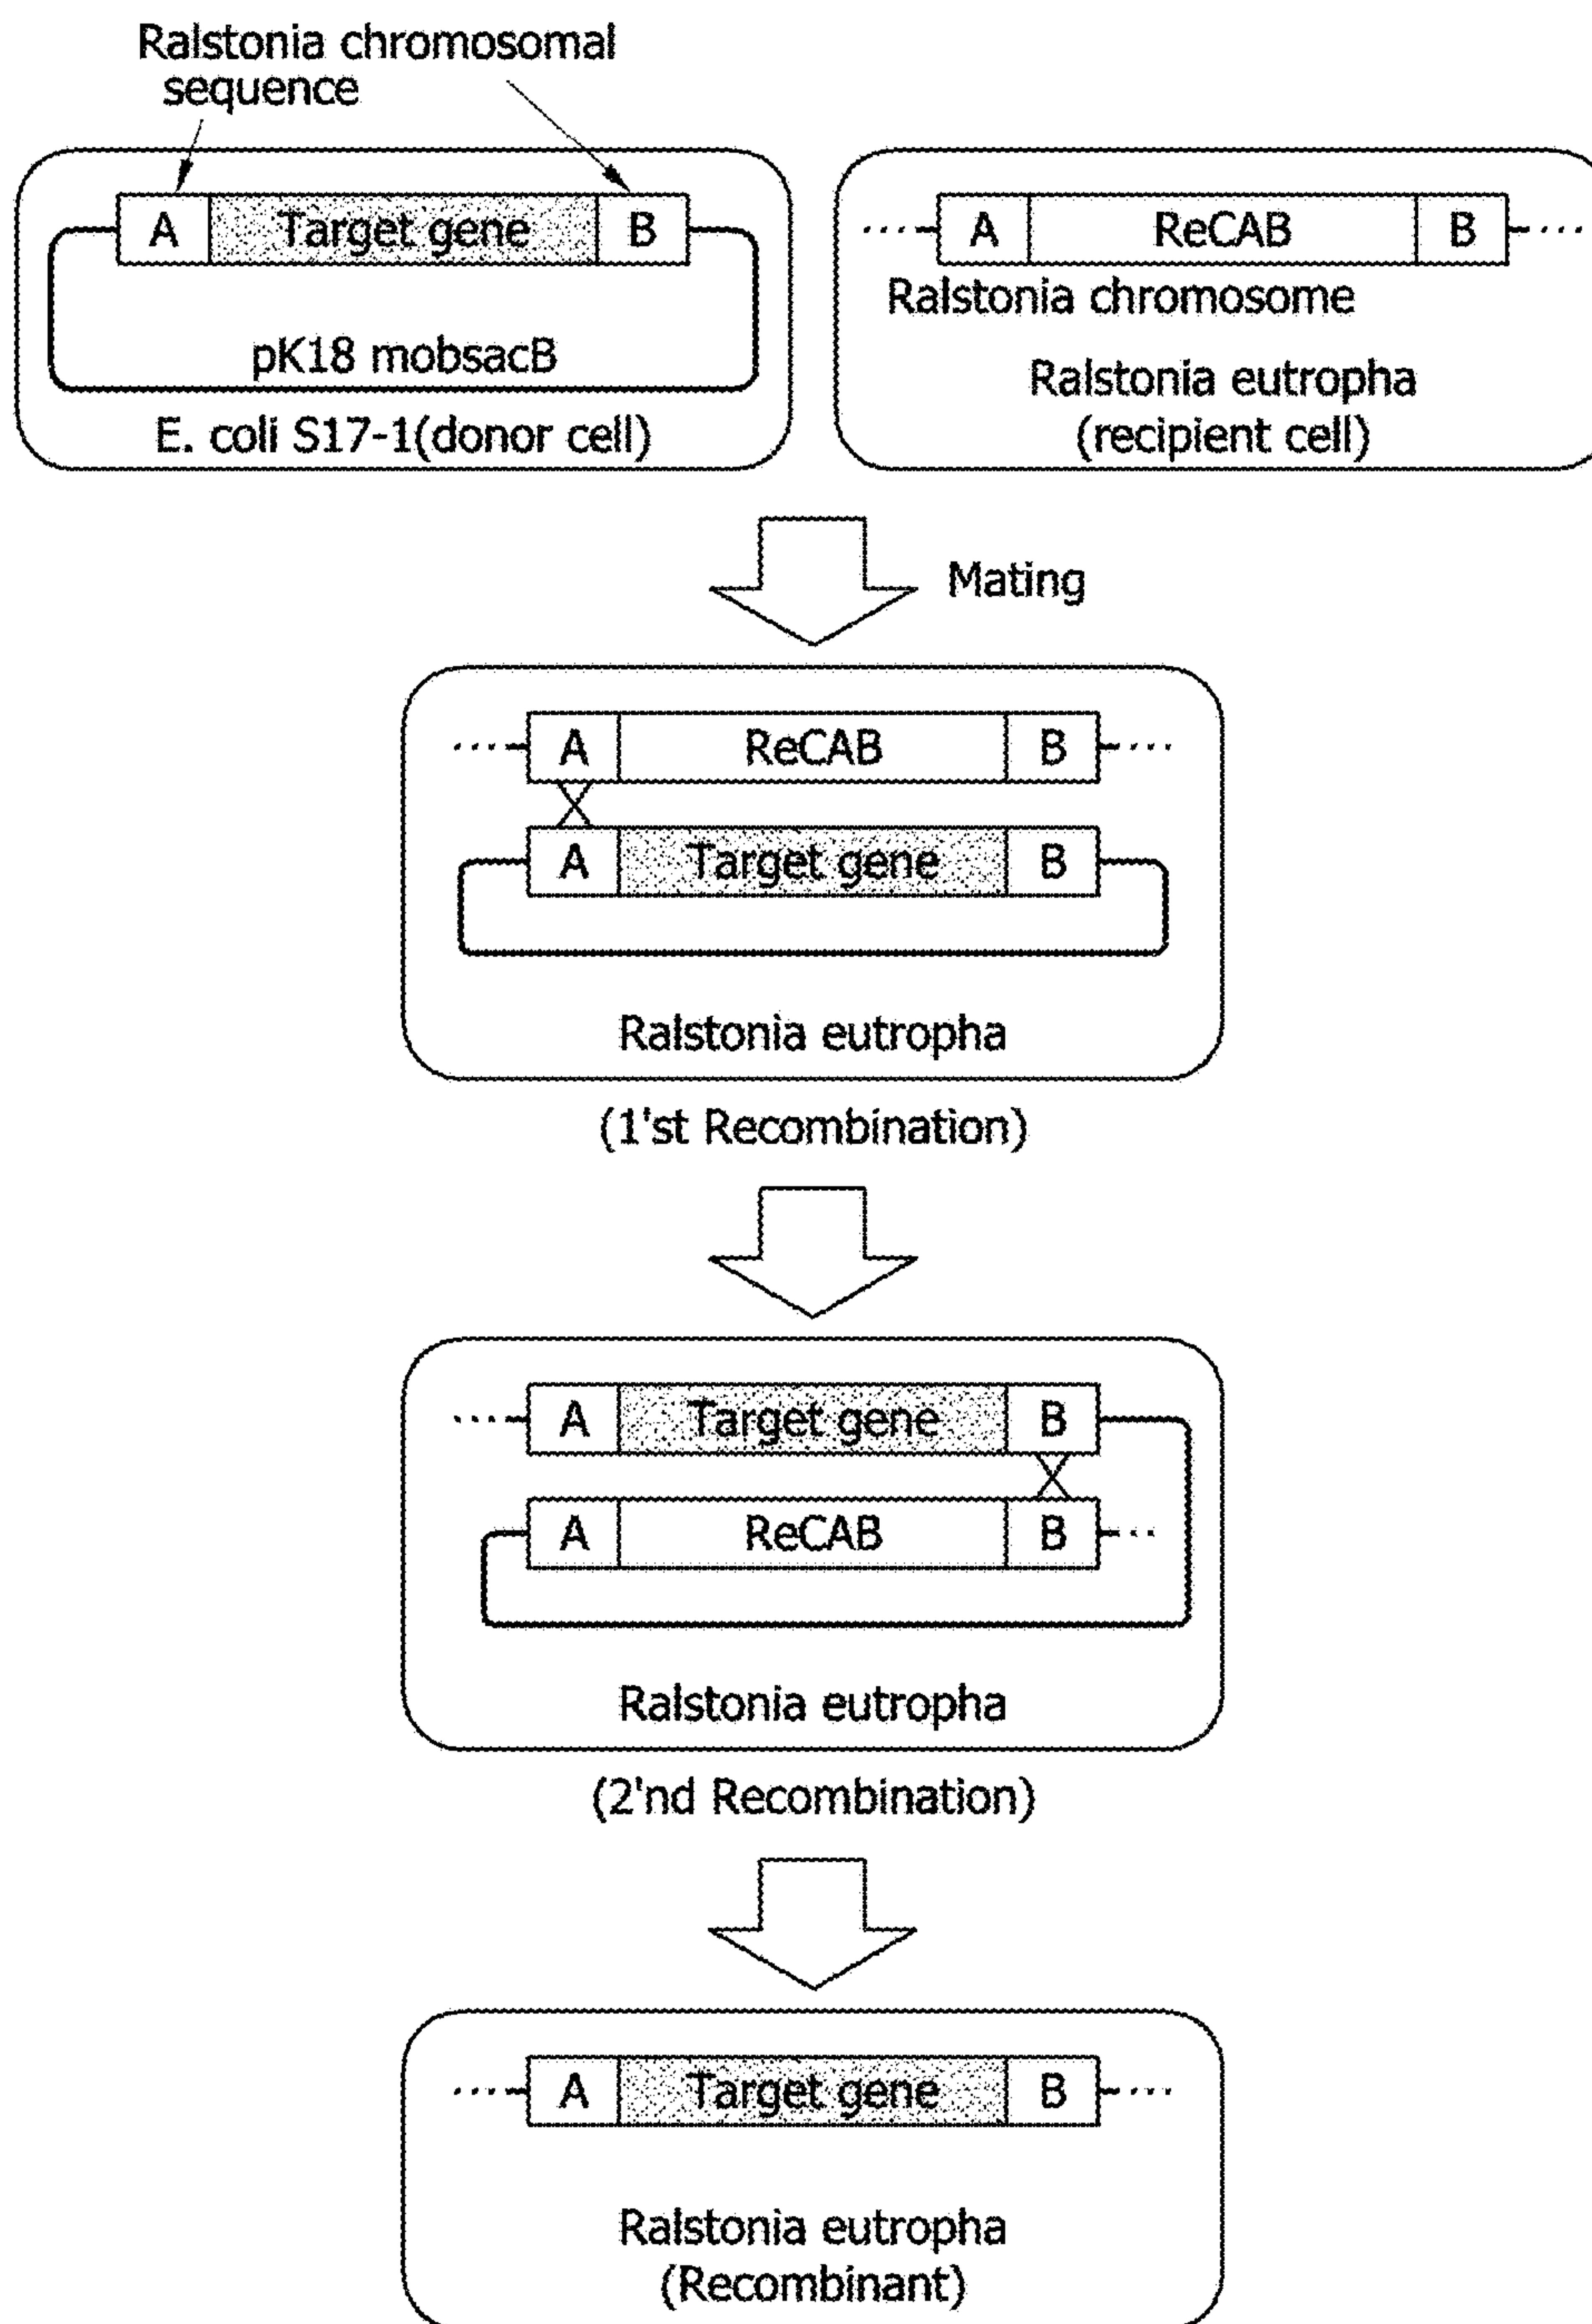 Ralstonia chromosomal
sequence
A
Target gene
B
pK18 mobsacB
E. coli S17-1(donor cell)
A
ReCAB
B
Ralstonia chromosome
Ralstonia eutropha
(recipient cell)
Mating
A
ReCAB
B
A
Target gene
B
Ralstonia eutropha
(1'st Recombination)
A
Target gene
B
A
ReCAB
B
Ralstonia eutropha
(2'nd Recombination)
A
Target gene
B
Ralstonia eutropha
(Recombinant)